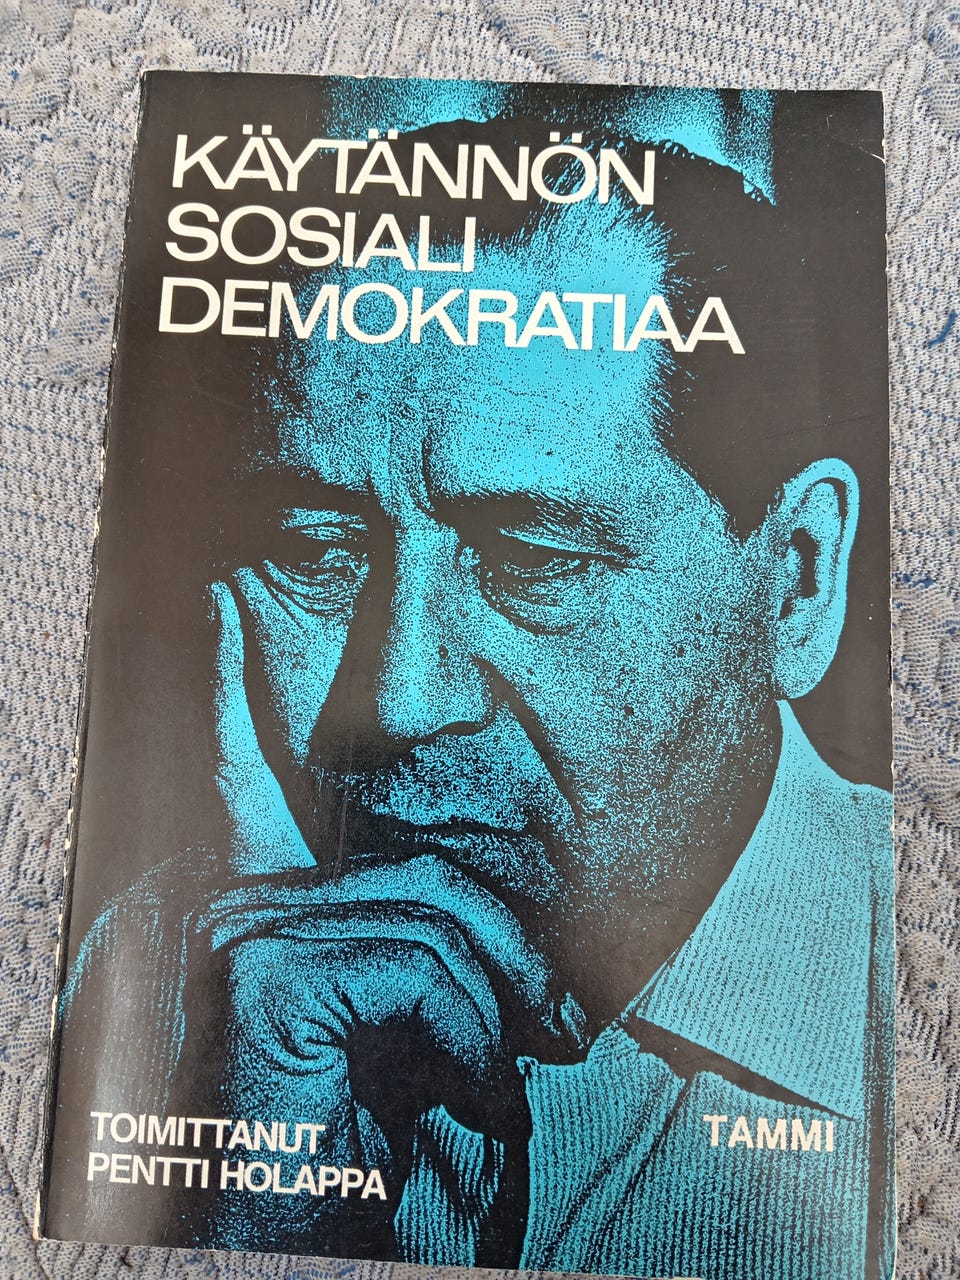 KÄYTÄNNÖN
SOSIALI
DEMOKRATIAA
TOIMITTANUT
PENTTI HOLAPPA
TAMMI